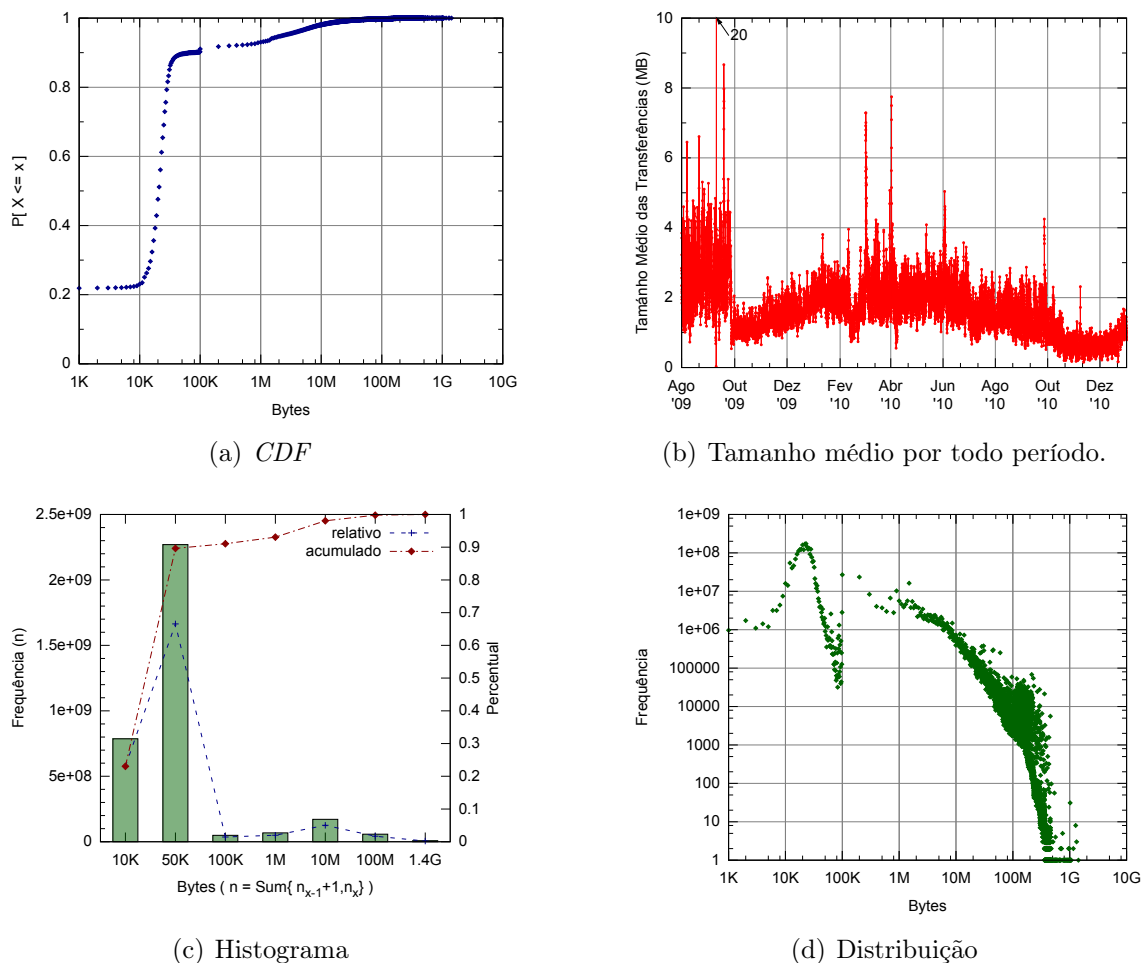 1
0.8
0.6
0.4
0.2
0
P[ X <= x ]
1K 10K 100K 1M 10M 100M 1G 10G
Bytes
(a) CDF
10
8
6
4
2
0
20
Tamánho Médio das Transferências (MB)
Ago Out Dez Fev Abr Jun Ago Out Dez
'09 '09 '09 '10 '10 '10 '10 '10 '10
(b) Tamanho médio por todo período.
2.5e+09
2e+09
1.5e+09
1e+09
5e+08
0
Frequência (n)
relativo
acumulado
1
0.9
0.8
0.7
0.6
0.5
0.4
0.3
0.2
0.1
0
Percentual
10K 50K 100K 1M 10M 100M 1.4G
Bytes ( n = Sum{ n_{x-1}+1,n_x} )
(c) Histograma
1e+09
1e+08
1e+07
1e+06
100000
10000
1000
100
10
1
Frequência
1K 10K 100K 1M 10M 100M 1G 10G
Bytes
(d) Distribuição